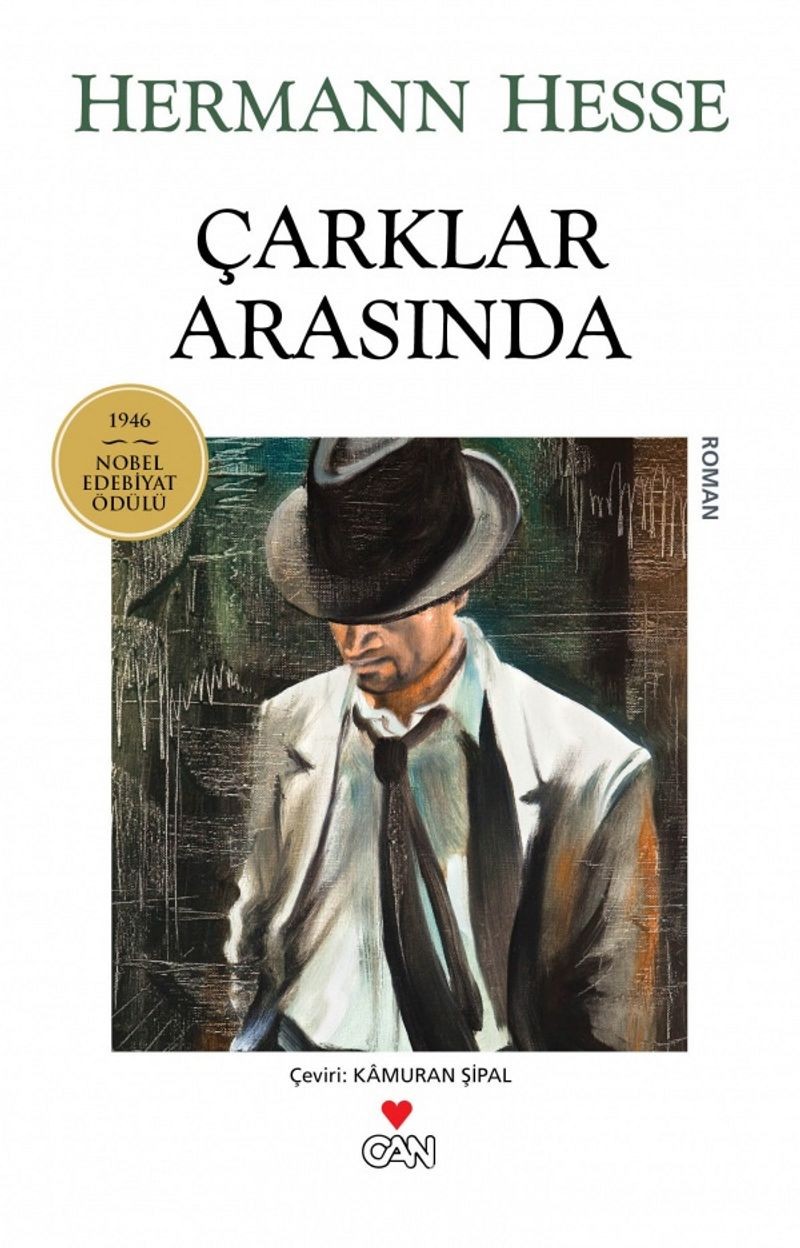 HERMANN HESSE
ÇARKLAR
ARASINDA
1946
NOBEL
EDEBİYAT
ÖDÜLÜ
ROMAN
Çeviri: KÂMURAN ŞİPAL
CAN